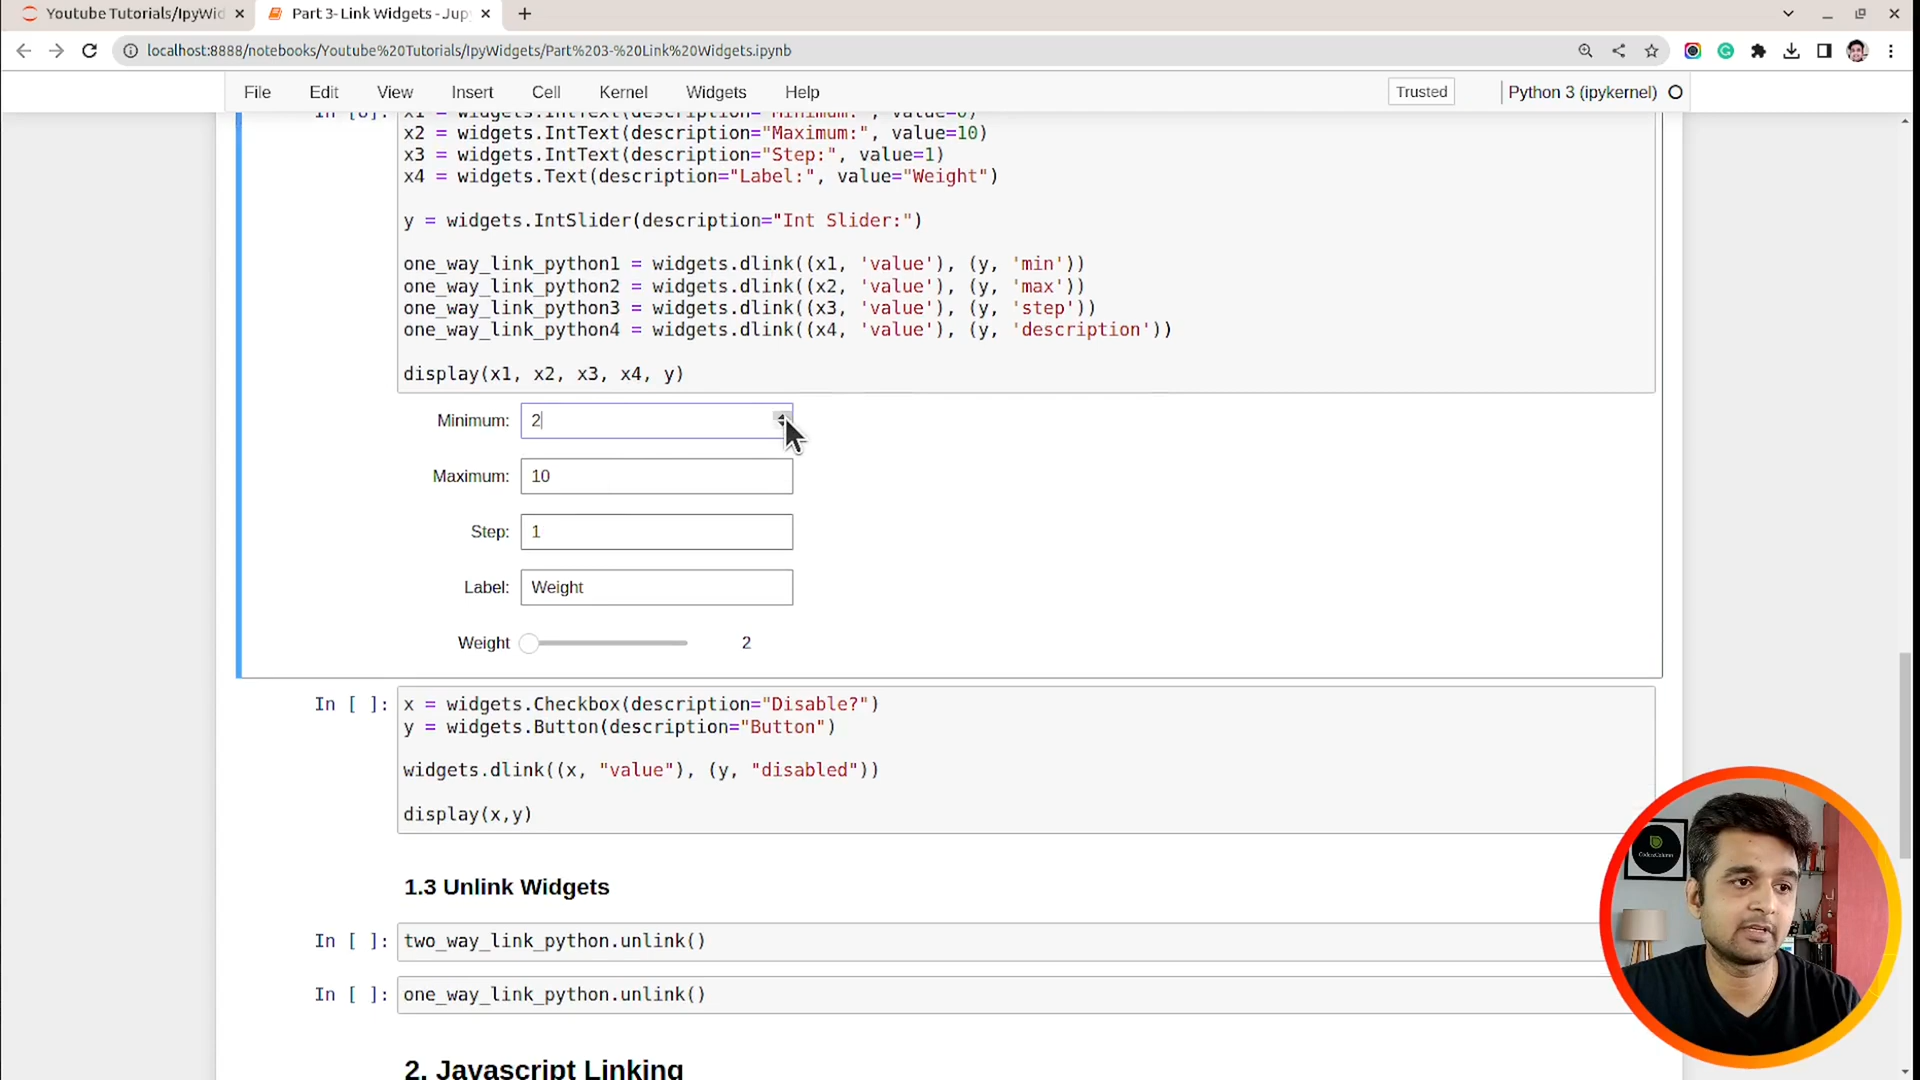 Youtube Tutorials/IpyWid
Part 3- Link Widgets - Jup
localhost:8888/notebooks/Youtube%20Tutorials/IpyWidgets/Part%203-%20Link%20Widgets.ipynb
File Edit View Insert Cell Kernel Widgets Help Trusted Python 3 (ipykernel)
x2 = widgets.IntText(description="Maximum:", value=10)
x3 = widgets.IntText(description="Step:", value=1)
x4 = widgets.Text(description="Label:", value="Weight")
y = widgets.IntSlider(description="Int Slider:")
one_way_link_python1 = widgets.dlink((x1, 'value'), (y, 'min'))
one_way_link_python2 = widgets.dlink((x2, 'value'), (y, 'max'))
one_way_link_python3 = widgets.dlink((x3, 'value'), (y, 'step'))
one_way_link_python4 = widgets.dlink((x4, 'value'), (y, 'description'))
display(x1, x2, x3, x4, y)
Minimum: 2
Maximum: 10
Step: 1
Label: Weight
Weight 2
In [ ]: x = widgets.Checkbox(description="Disable?")
y = widgets.Button(description="Button")
widgets.dlink((x, "value"), (y, "disabled"))
display(x,y)
1.3 Unlink Widgets
In [ ]: two_way_link_python.unlink()
In [ ]: one_way_link_python.unlink()
2. Javascript Linking